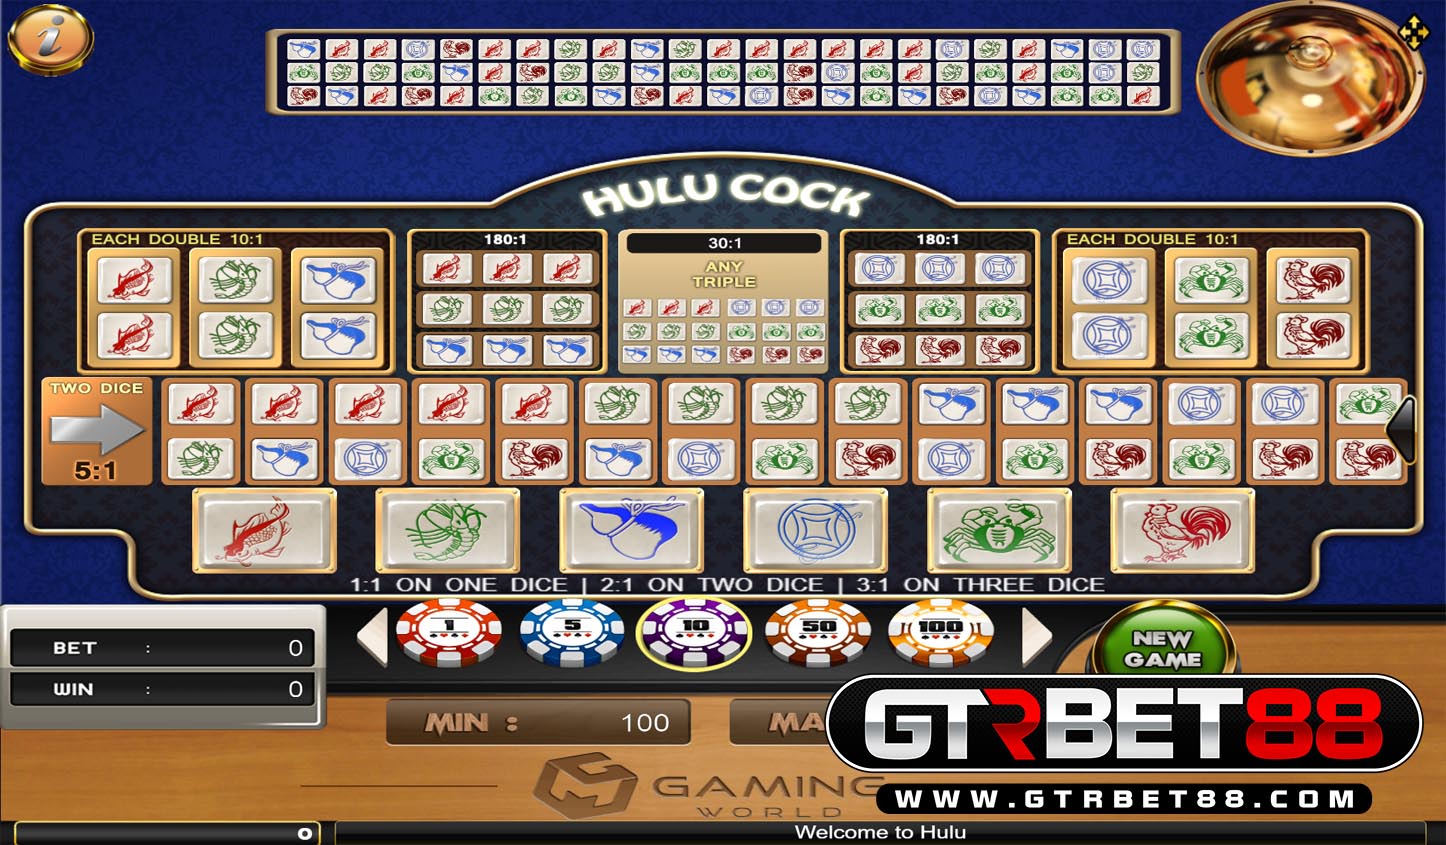 i
HULU COCK
EACH DOUBLE 10:1
180:1
30:1
ANY
TRIPLE
180:1
EACH DOUBLE 10:1
TWO DICE
5:1
1:1 ON ONE DICE | 2:1 ON TWO DICE | 3:1 ON THREE DICE
BET : 0
WIN : 0
1
5
10
50
100
NEW
GAME
MIN : 100
MA
GTRBET88
WWW.GTRBET88.COM
GAMING
WORLD
0
Welcome to Hulu